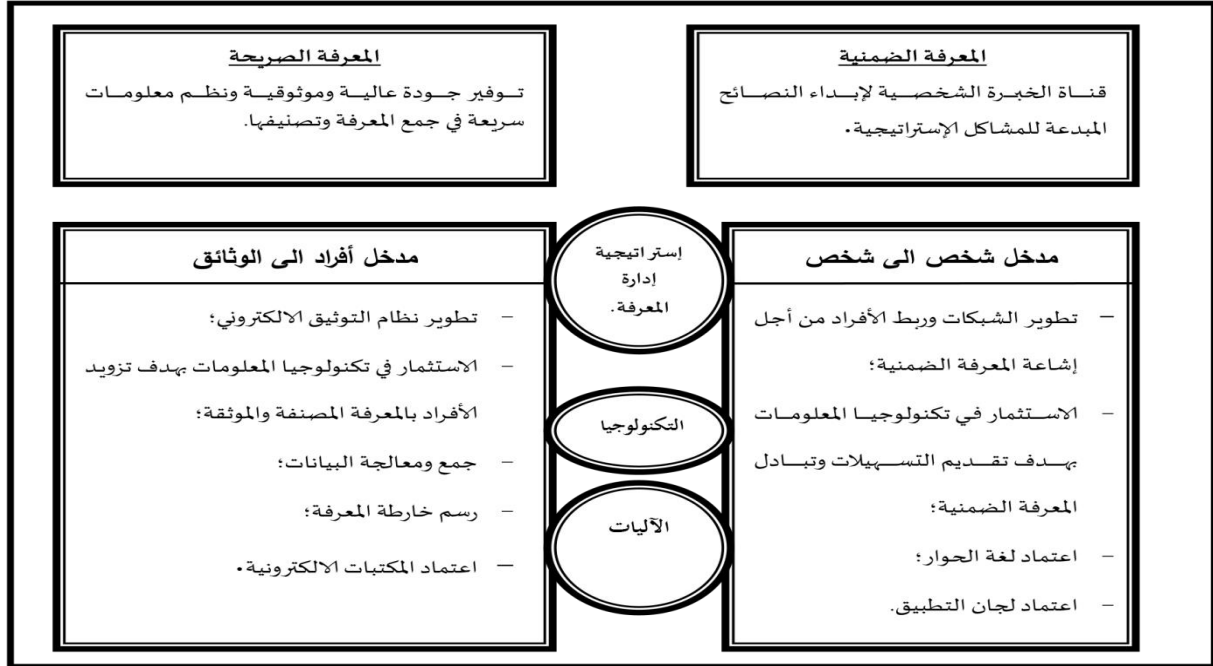 المعرفة الضمنية
قناة الخبرة الشخصية لإبداء النصائح
المبدعة للمشاكل الإستراتيجية.
المعرفة الصريحة
توفير جودة عالية وموثوقية ونظم معلومات
سريعة في جمع المعرفة وتصنيفها.
مدخل شخص الى شخص
– تطوير الشبكات وربط الأفراد من أجل
إشاعة المعرفة الضمنية؛
– الاستثمار في تكنولوجيا المعلومات
بهدف تقديم التسهيلات وتبادل
المعرفة الضمنية؛
– اعتماد لغة الحوار؛
– اعتماد لجان التطبيق.
إستراتيجية
إدارة
المعرفة.
التكنولوجيا
الآليات
مدخل أفراد الى الوثائق
– تطوير نظام التوثيق الالكتروني؛
– الاستثمار في تكنولوجيا المعلومات بهدف تزويد
الأفراد بالمعرفة المصنفة والموثقة؛
– جمع ومعالجة البيانات؛
– رسم خارطة المعرفة؛
– اعتماد المكتبات الالكترونية.